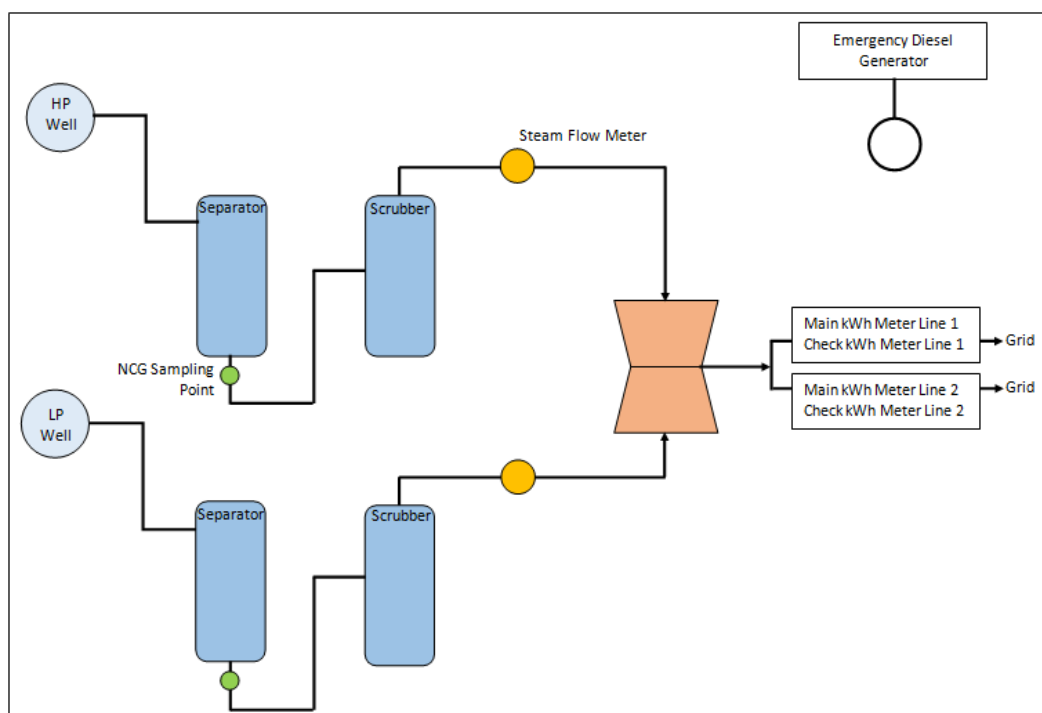 Emergency Diesel
Generator
HP
Well
Steam Flow Meter
Separator
Scrubber
Main kWh Meter Line 1
Check kWh Meter Line 1
Grid
NCG Sampling
Point
Main kWh Meter Line 2
Check kWh Meter Line 2
Grid
LP
Well
Separator
Scrubber